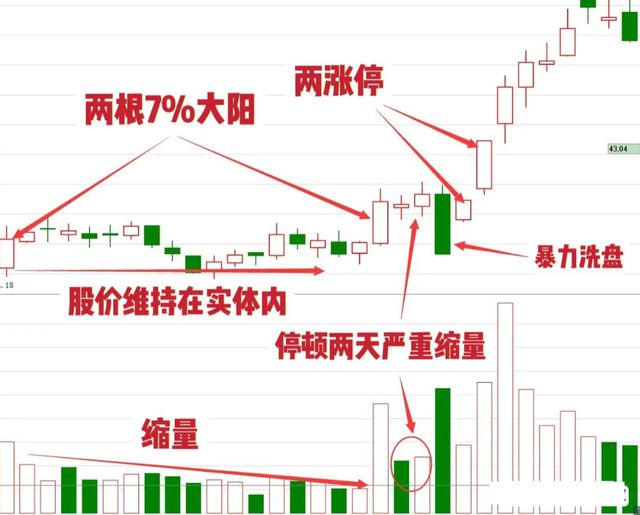 两涨停
两根7%大阳
43.04
暴力洗盘
.18
股价维持在实体内
停顿两天严重缩量
缩量